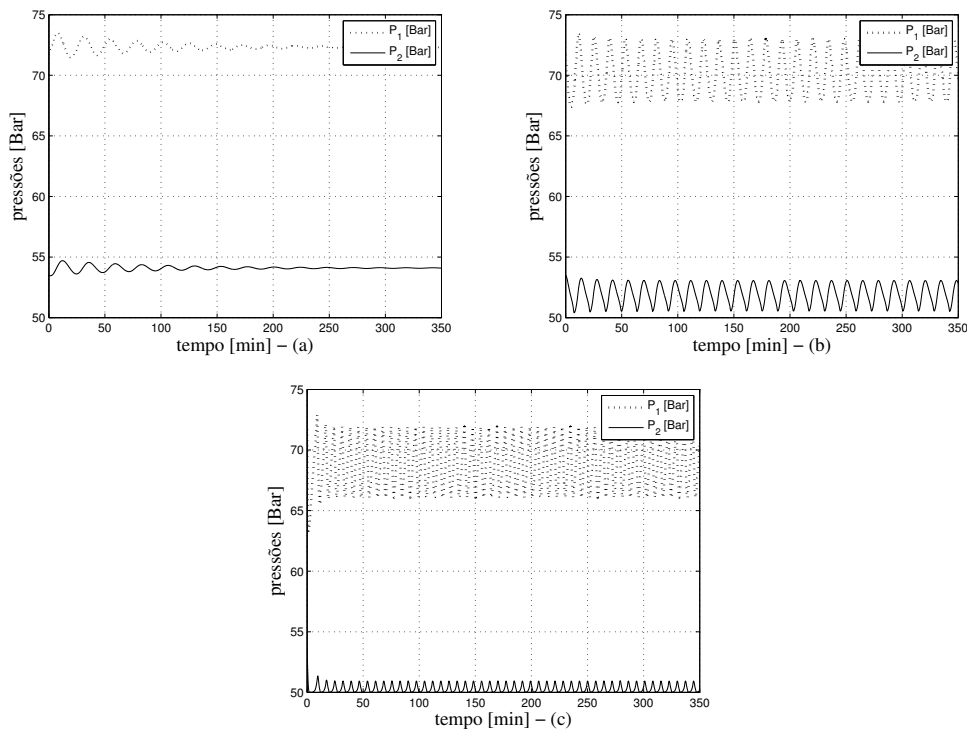 75
70
65
60
55
50
pressões [Bar]
0 50 100 150 200 250 300 350
tempo [min] − (a)
P1 [Bar]
P2 [Bar]
75
70
65
60
55
50
pressões [Bar]
0 50 100 150 200 250 300 350
tempo [min] − (b)
P1 [Bar]
P2 [Bar]
75
70
65
60
55
50
pressões [Bar]
0 50 100 150 200 250 300 350
tempo [min] − (c)
P1 [Bar]
P2 [Bar]